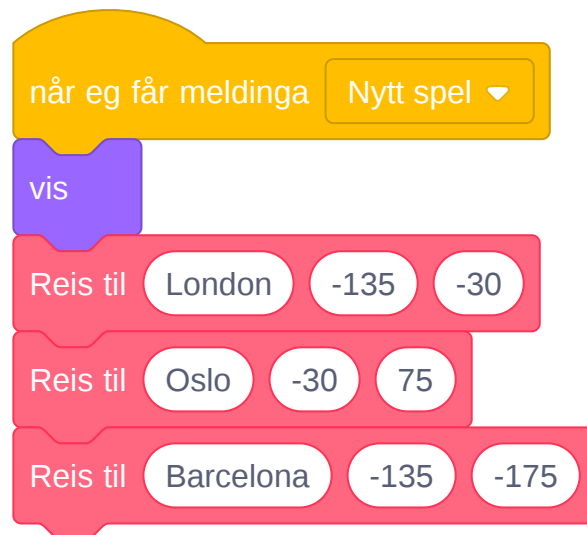 når eg får meldinga Nytt spel
vis
Reis til London -135 -30
Reis til Oslo -30 75
Reis til Barcelona -135 -175